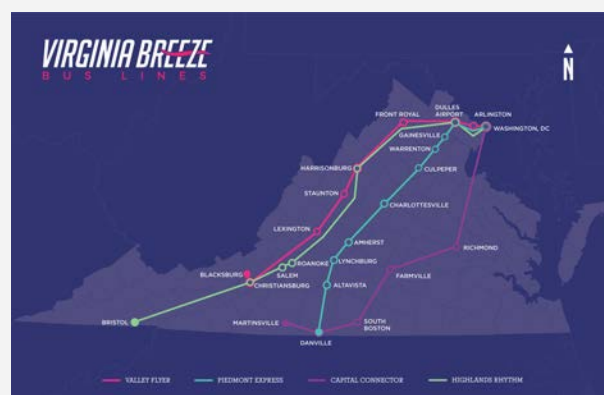 VIRGINIA BREEZE
BUS LINES
N
DULLES
AIRPORT
ARLINGTON
FRONT ROYAL
WASHINGTON, DC
GAINESVILLE
WARRENTON
HARRISONBURG
CULPEPER
STAUNTON
CHARLOTTESVILLE
LEXINGTON
AMHERST
RICHMOND
ROANOKE
LYNCHBURG
SALEM
BLACKSBURG
FARMVILLE
CHRISTIANSBURG
ALTAVISTA
BRISTOL
MARTINSVILLE
SOUTH
BOSTON
DANVILLE
VALLEY FLYER
PIEDMONT EXPRESS
CAPITAL CONNECTOR
HIGHLANDS RHYTHM